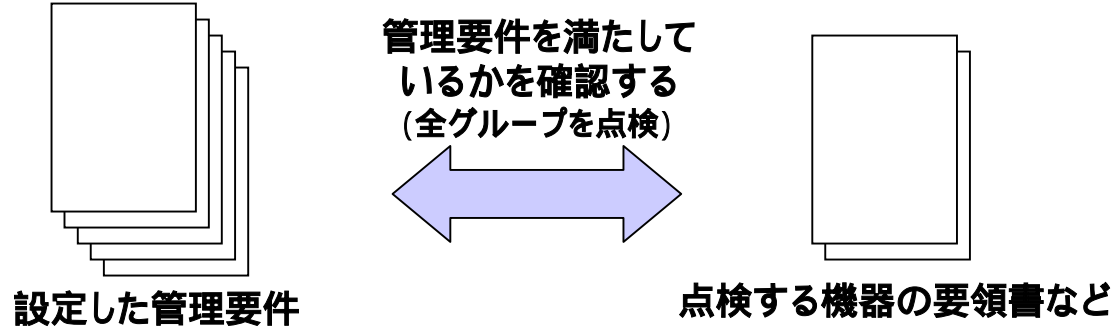 管理要件を満たして
いるかを確認する
(全グループを点検)
設定した管理要件
点検する機器の要領書など